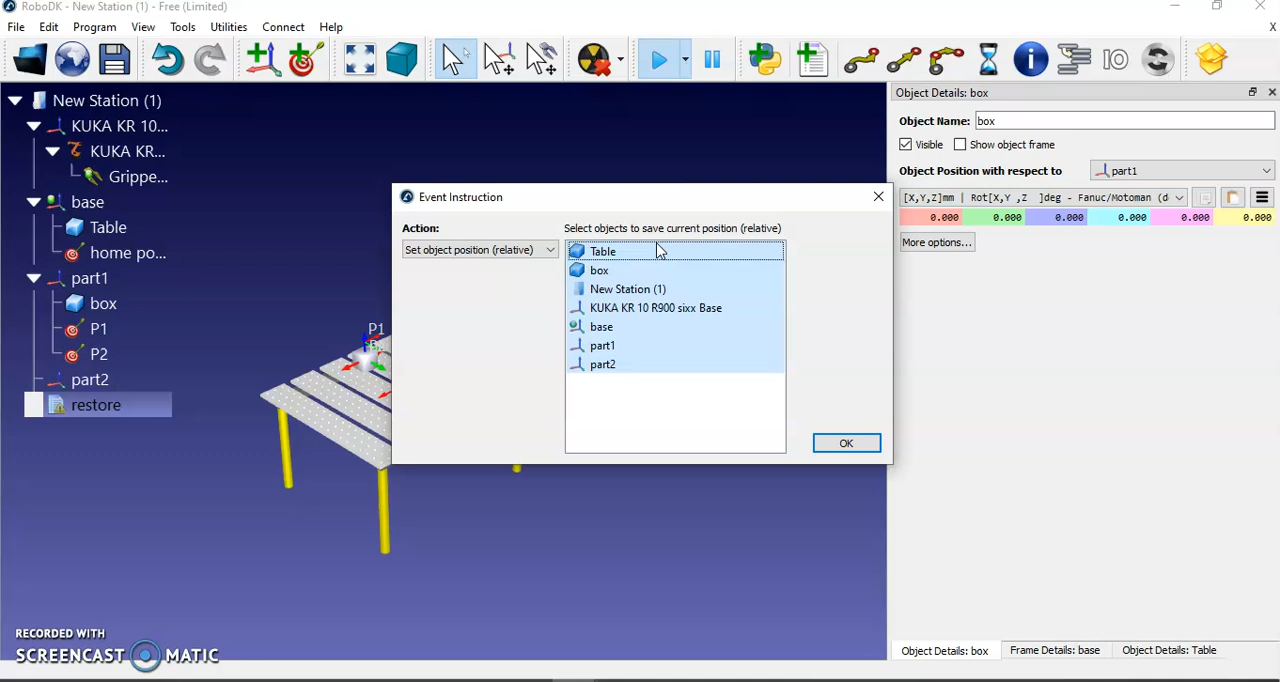 RoboDK - New Station (1) - Free (Limited)
File Edit Program View Tools Utilities Connect Help
x
IO
New Station (1)
KUKA KR 10...
KUKA KR...
Grippe...
base
Table
home po...
part1
box
P1
P2
part2
restore
P1
Event Instruction
Action:
Set object position (relative)
Select objects to save current position (relative)
Table
box
New Station (1)
KUKA KR 10 R900 sixx Base
base
part1
part2
OK
Object Details: box
Object Name: box
Visible Show object frame
Object Position with respect to part1
[X,Y,Z]mm | Rot[X,Y ,Z ]deg - Fanuc/Motoman (d
0.000 0.000 0.000 0.000 0.000 0.000
More options...
Object Details: box Frame Details: base Object Details: Table
RECORDED WITH
SCREENCAST MATIC